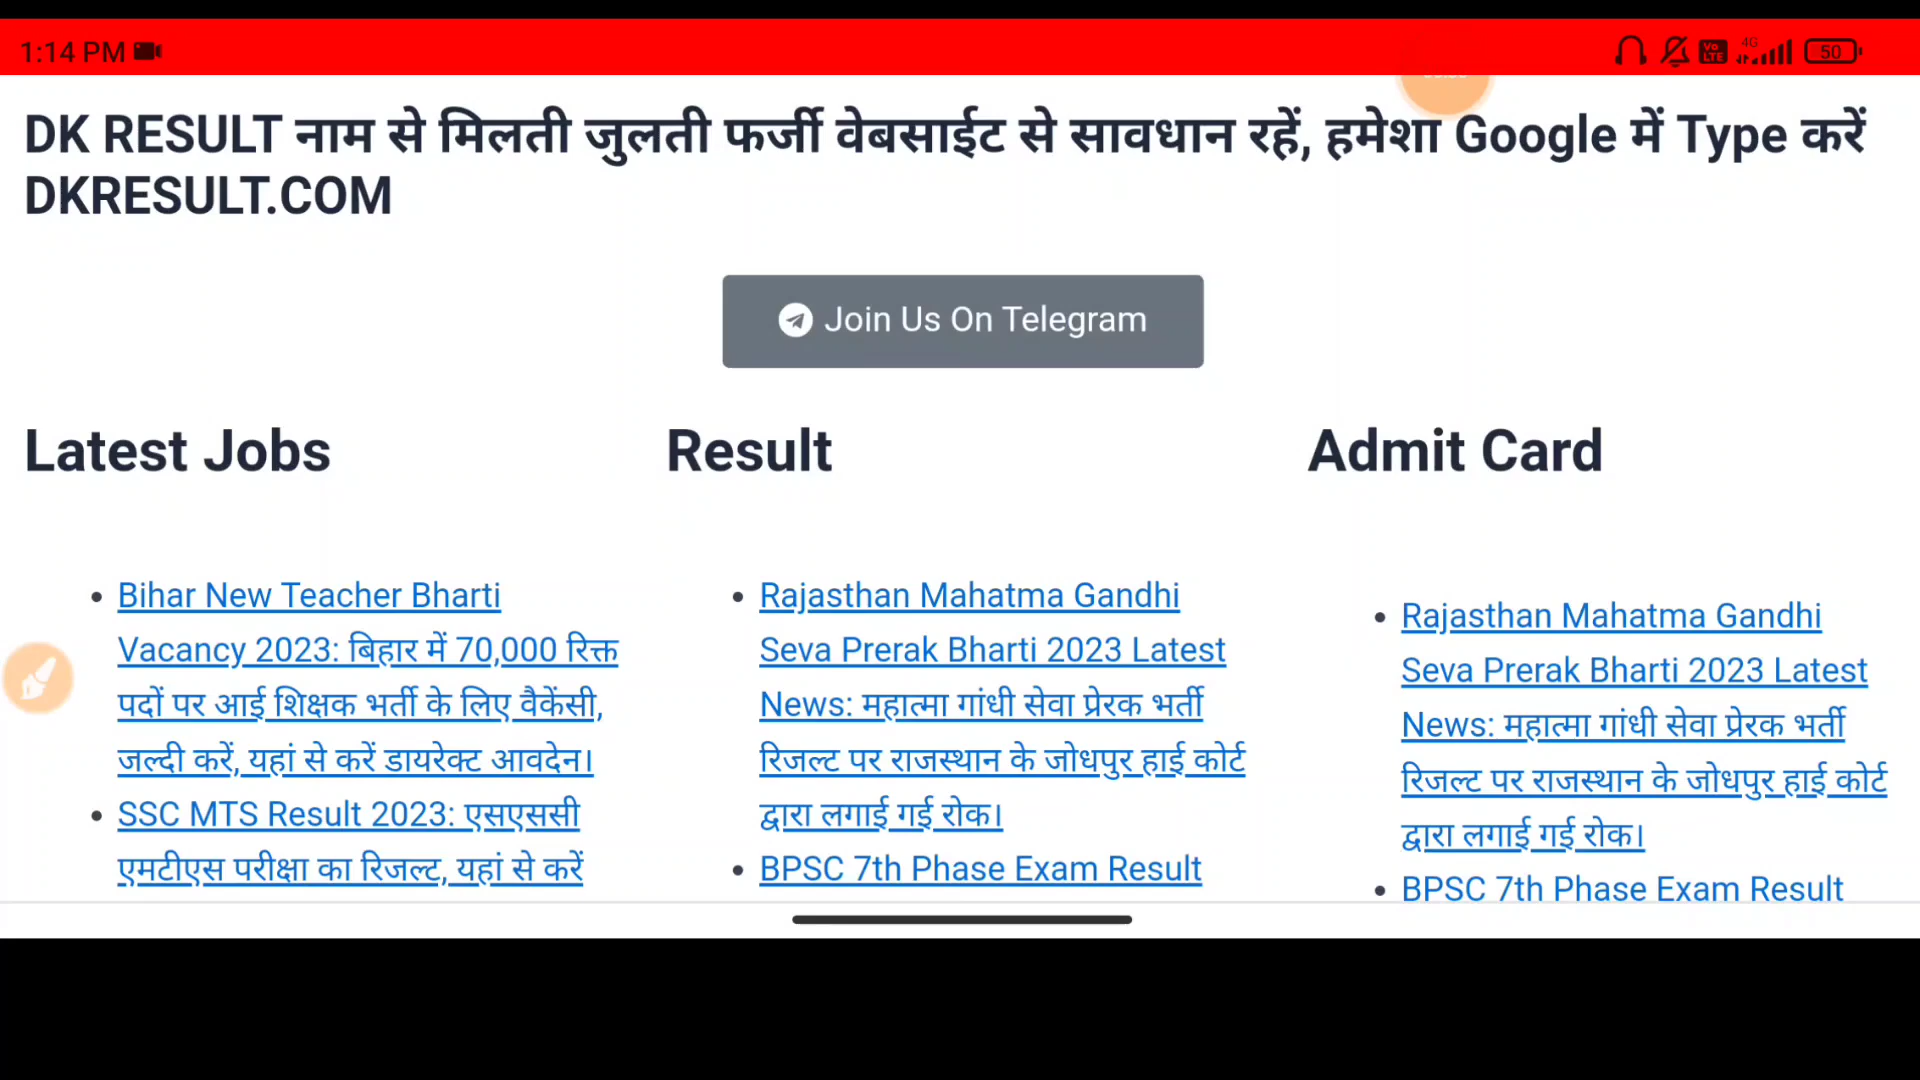 1:14 PM
Vo LTE 4G 50
DK RESULT नाम से मिलती जुलती फर्जी वेबसाईट से सावधान रहें, हमेशा Google में Type करें
DKRESULT.COM
Join Us On Telegram
Latest Jobs
Bihar New Teacher Bharti
Vacancy 2023: बिहार में 70,000 रिक्त
पदों पर आई शिक्षक भर्ती के लिए वैकेंसी,
जल्दी करें, यहां से करें डायरेक्ट आवदेन।
SSC MTS Result 2023: एसएससी
एमटीएस परीक्षा का रिजल्ट, यहां से करें
Result
Rajasthan Mahatma Gandhi
Seva Prerak Bharti 2023 Latest
News: महात्मा गांधी सेवा प्रेरक भर्ती
रिजल्ट पर राजस्थान के जोधपुर हाई कोर्ट
द्वारा लगाई गई रोक।
BPSC 7th Phase Exam Result
Admit Card
Rajasthan Mahatma Gandhi
Seva Prerak Bharti 2023 Latest
News: महात्मा गांधी सेवा प्रेरक भर्ती
रिजल्ट पर राजस्थान के जोधपुर हाई कोर्ट
द्वारा लगाई गई रोक।
BPSC 7th Phase Exam Result